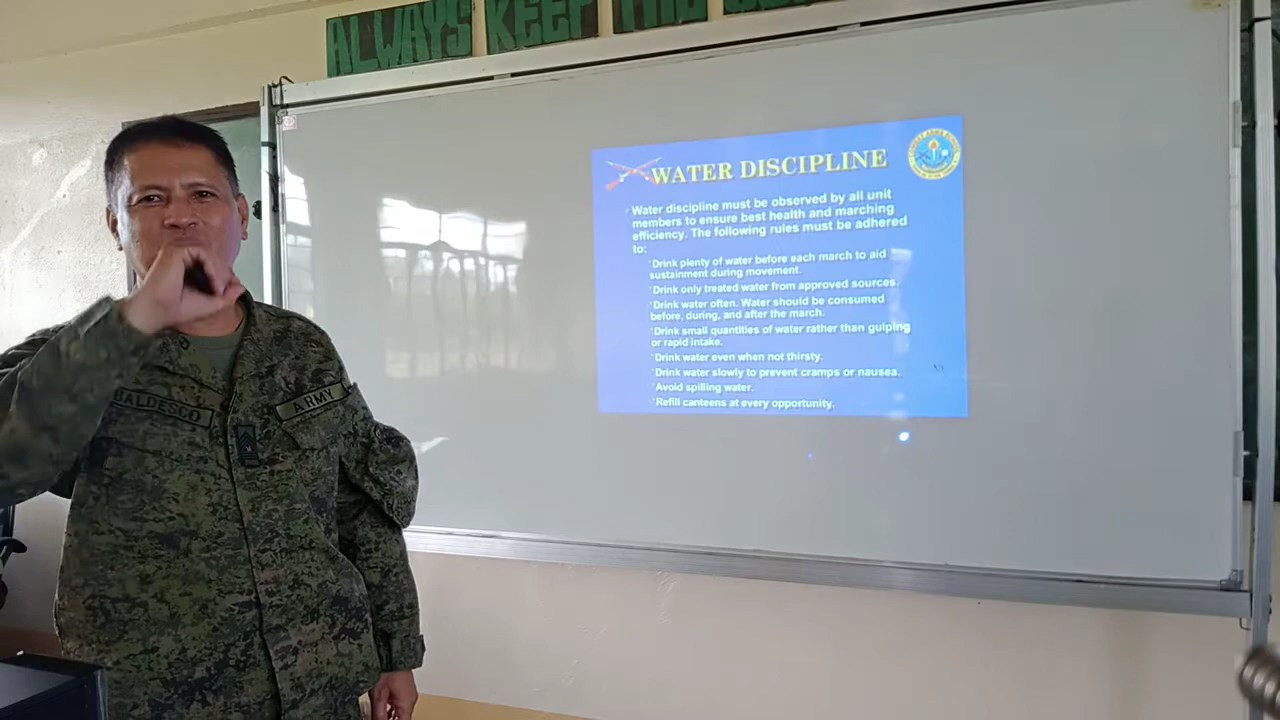 ALWAYS KEEP THE
WATER DISCIPLINE
Water discipline must be observed by all unit
members to ensure best health and marching
efficiency. The following rules must be adhered
to:
Drink plenty of water before each march to aid
sustainment during movement.
Drink only treated water from approved sources.
Drink water often. Water should be consumed
before, during, and after the march.
Drink small quantities of water rather than gulping
or rapid intake.
Drink water even when not thirsty.
Drink water slowly to prevent cramps or nausea.
Avoid spilling water.
Refill canteens at every opportunity.
BALDESCO
ARMY